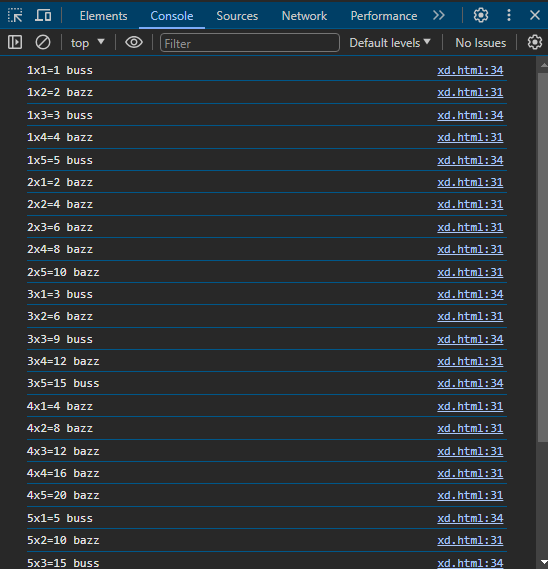 Elements Console Sources Network Performance
top Filter Default levels No Issues
1x1=1 buss xd.html:34
1x2=2 bazz xd.html:31
1x3=3 buss xd.html:34
1x4=4 bazz xd.html:31
1x5=5 buss xd.html:34
2x1=2 bazz xd.html:31
2x2=4 bazz xd.html:31
2x3=6 bazz xd.html:31
2x4=8 bazz xd.html:31
2x5=10 bazz xd.html:31
3x1=3 buss xd.html:34
3x2=6 bazz xd.html:31
3x3=9 buss xd.html:34
3x4=12 bazz xd.html:31
3x5=15 buss xd.html:34
4x1=4 bazz xd.html:31
4x2=8 bazz xd.html:31
4x3=12 bazz xd.html:31
4x4=16 bazz xd.html:31
4x5=20 bazz xd.html:31
5x1=5 buss xd.html:34
5x2=10 bazz xd.html:31
5x3=15 buss xd.html:34